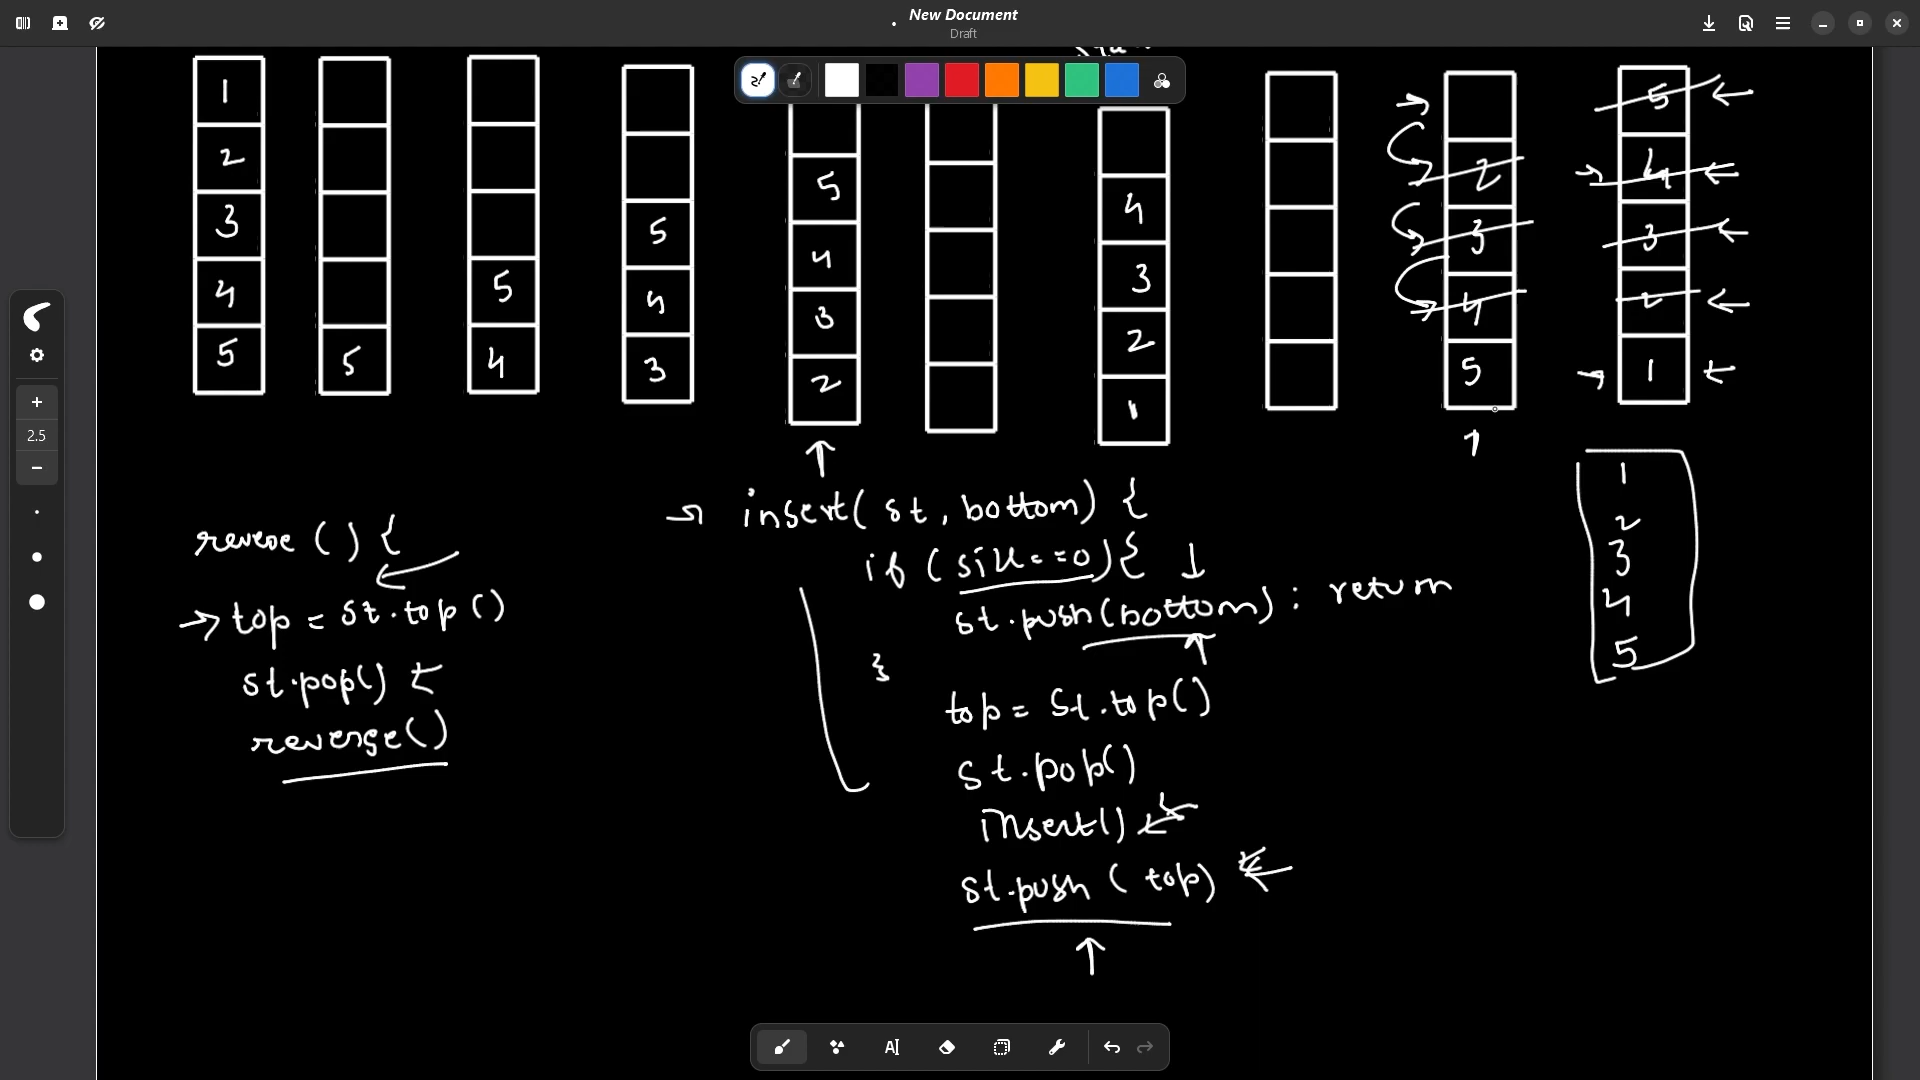 New Document
Draft
1
2
3
4
5
5
5
4
5
4
3
5
4
3
2
4
3
2
1
2
3
4
5
5
4
3
2
1
1
2
3
4
5
2.5
reverse () {
top = st.top()
st.pop()
reverse()
insert( st, bottom) {
if ( size==0){
st.push(bottom) : return
}
top = St.top()
st.pop()
insert()
st.push ( top)